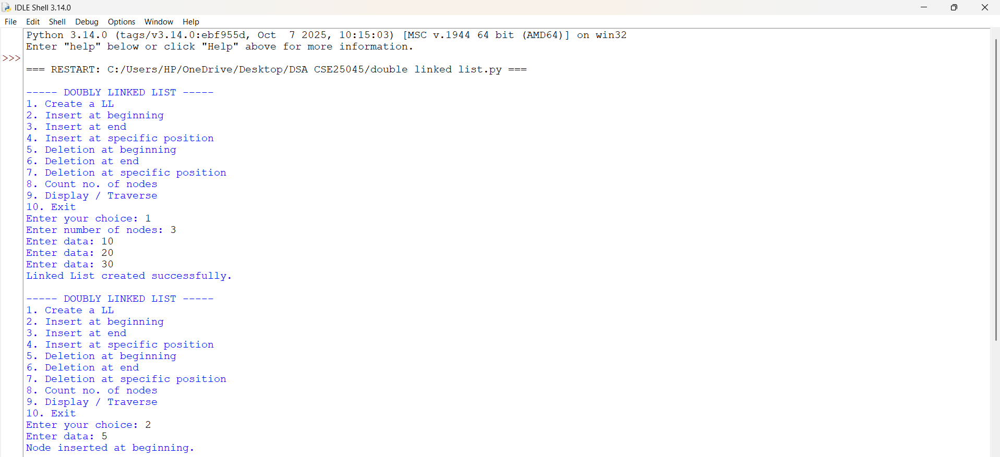 IDLE Shell 3.14.0
File Edit Shell Debug Options Window Help
Python 3.14.0 (tags/v3.14.0:ebf955d, Oct  7 2025, 10:15:03) [MSC v.1944 64 bit (AMD64)] on win32
Enter "help" below or click "Help" above for more information.
>>>
=== RESTART: C:/Users/HP/OneDrive/Desktop/DSA CSE25045/double linked list.py ===
----- DOUBLY LINKED LIST -----
1. Create a LL
2. Insert at beginning
3. Insert at end
4. Insert at specific position
5. Deletion at beginning
6. Deletion at end
7. Deletion at specific position
8. Count no. of nodes
9. Display / Traverse
10. Exit
Enter your choice: 1
Enter number of nodes: 3
Enter data: 10
Enter data: 20
Enter data: 30
Linked List created successfully.
----- DOUBLY LINKED LIST -----
1. Create a LL
2. Insert at beginning
3. Insert at end
4. Insert at specific position
5. Deletion at beginning
6. Deletion at end
7. Deletion at specific position
8. Count no. of nodes
9. Display / Traverse
10. Exit
Enter your choice: 2
Enter data: 5
Node inserted at beginning.